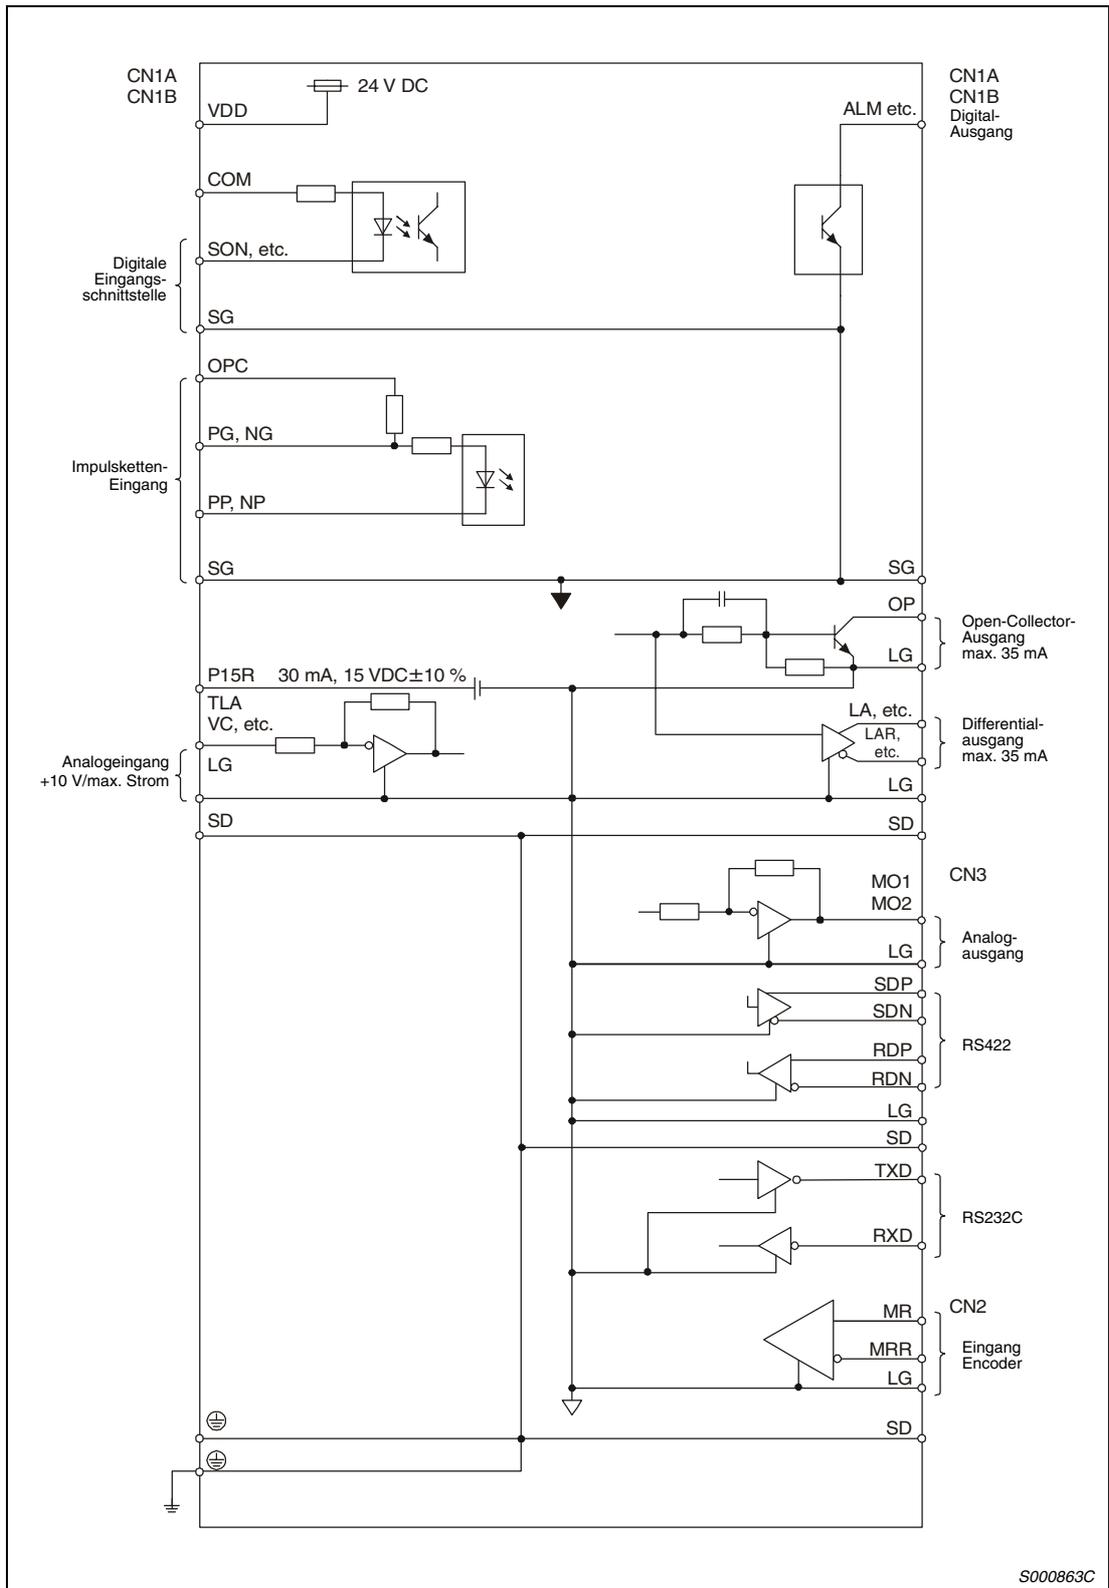 CN1A
CN1B
24 V DC
VDD
CN1A
CN1B
Digital-
Ausgang
ALM etc.
COM
SON, etc.
Digitale
Eingangs-
schnittstelle
SG
OPC
PG, NG
Impulsketten-
Eingang
PP, NP
SG
SG
OP
Open-Collector-
Ausgang
max. 35 mA
LG
P15R
30 mA, 15 VDC±10 %
TLA
VC, etc.
LA, etc.
LAR,
etc.
Differential-
ausgang
max. 35 mA
Analogeingang
+10 V/max. Strom
LG
LG
SD
SD
CN3
MO1
MO2
Analog-
ausgang
LG
SDP
SDN
RS422
RDP
RDN
LG
SD
TXD
RS232C
RXD
CN2
MR
MRR
Eingang
Encoder
LG
SD
S000863C